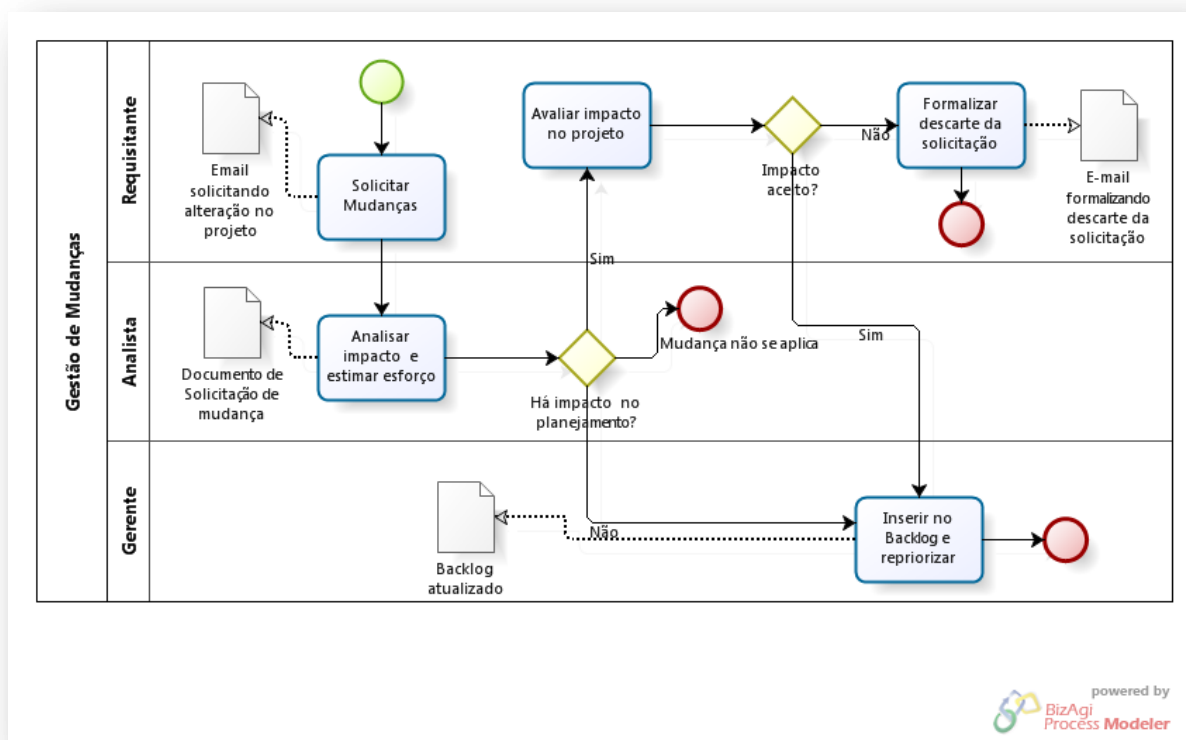 Gestão de Mudanças
Requisitante
Email
solicitando
alteração no
projeto
Solicitar
Mudanças
Avaliar impacto
no projeto
Impacto
aceito?
Não
Formalizar
descarte da
solicitação
E-mail
formalizando
descarte da
solicitação
Sim
Analista
Documento de
Solicitação de
mudança
Analisar
impacto e
estimar esforço
Há impacto no
planejamento?
Mudança não se aplica
Sim
Gerente
Backlog
atualizado
Não
Inserir no
Backlog e
repriorizar
powered by
BizAgi
Process Modeler